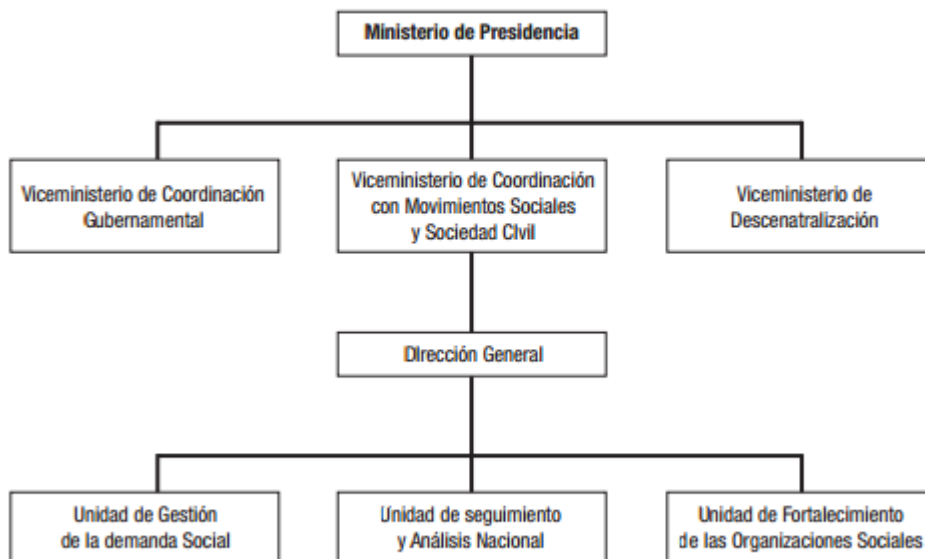 Ministerio de Presidencia
Viceministerio de Coordinación
Gubernamental
Viceministerio de Coordinación
con Movimientos Sociales
y Sociedad CIvil
Viceministerio de
Descenatralización
DIrección General
Unidad de Gestión
de la demanda Social
Unidad de seguimiento
y Análisis Nacional
Unidad de Fortalecimiento
de las Organizaciones Sociales